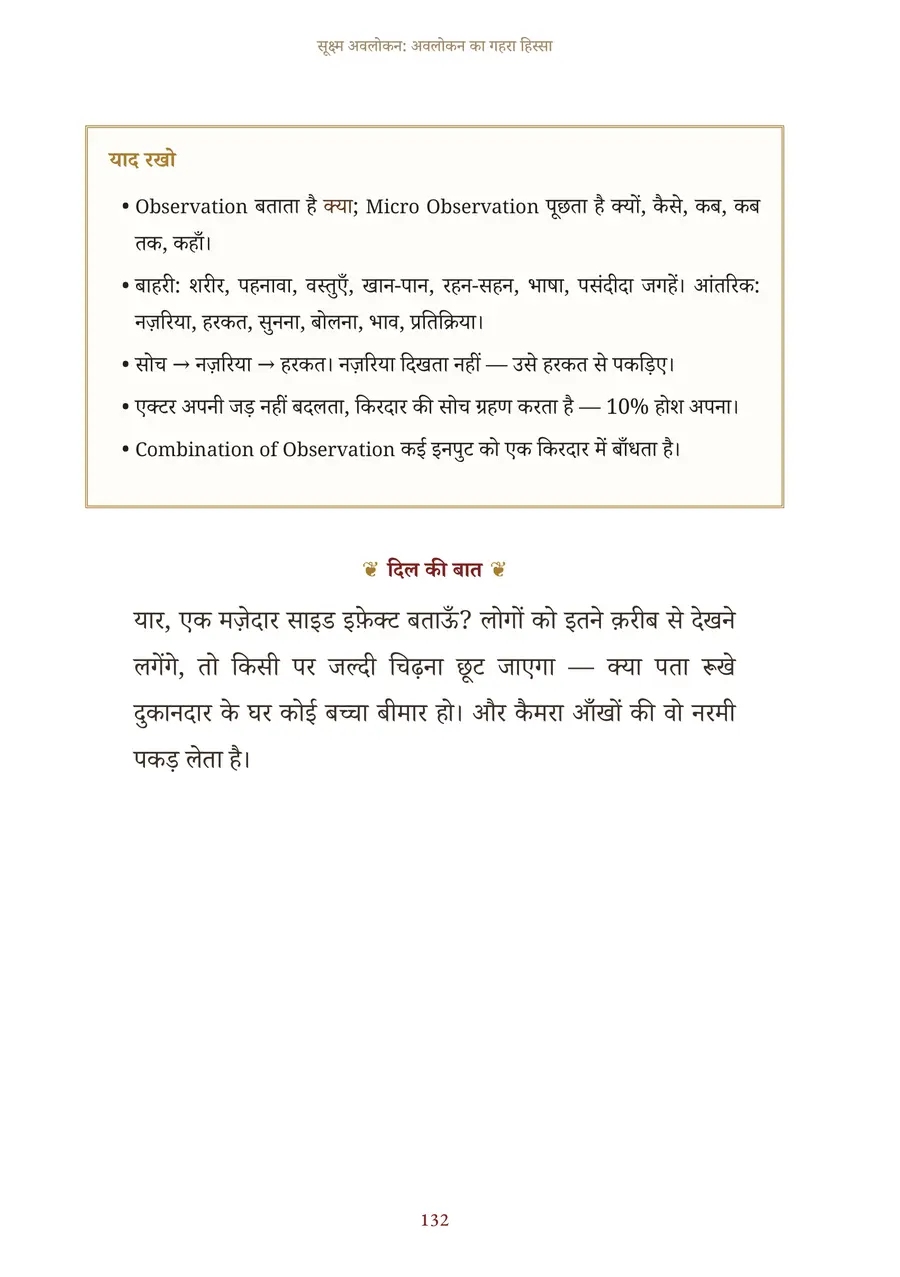 सूक्ष्म अवलोकन: अवलोकन का गहरा हिस्सा
याद रखो
• Observation बताता है क्या; Micro Observation पूछता है क्यों, कैसे, कब, कब
तक, कहाँ।
• बाहरी: शरीर, पहनावा, वस्तुएँ, खान-पान, रहन-सहन, भाषा, पसंदीदा जगहें। आंतरिक:
नज़रिया, हरकत, सुनना, बोलना, भाव, प्रतिक्रिया।
• सोच → नज़रिया → हरकत। नज़रिया दिखता नहीं — उसे हरकत से पकड़िए।
• एक्टर अपनी जड़ नहीं बदलता, किरदार की सोच ग्रहण करता है — 10% होश अपना।
• Combination of Observation कई इनपुट को एक किरदार में बाँधता है।
❦ दिल की बात ❦
यार, एक मज़ेदार साइड इफ़ेक्ट बताऊँ? लोगों को इतने क़रीब से देखने
लगेंगे, तो किसी पर जल्दी चिढ़ना छूट जाएगा — क्या पता रूखे
दुकानदार के घर कोई बच्चा बीमार हो। और कैमरा आँखों की वो नरमी
पकड़ लेता है।
132